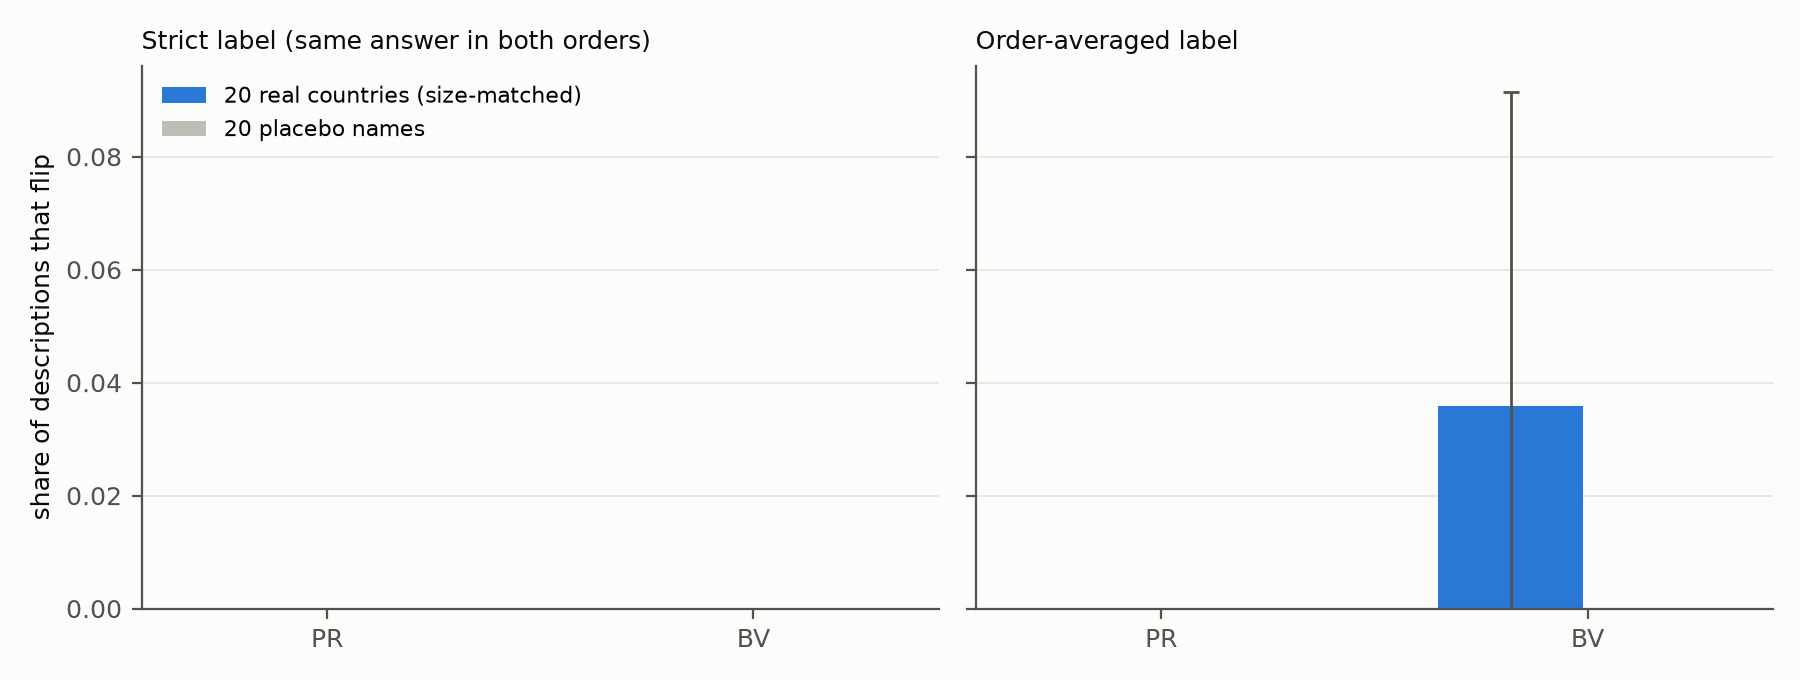 Strict label (same answer in both orders)
Order-averaged label
20 real countries (size-matched)
20 placebo names
share of descriptions that flip
0.08
0.06
0.04
0.02
0.00
PR
BV
PR
BV